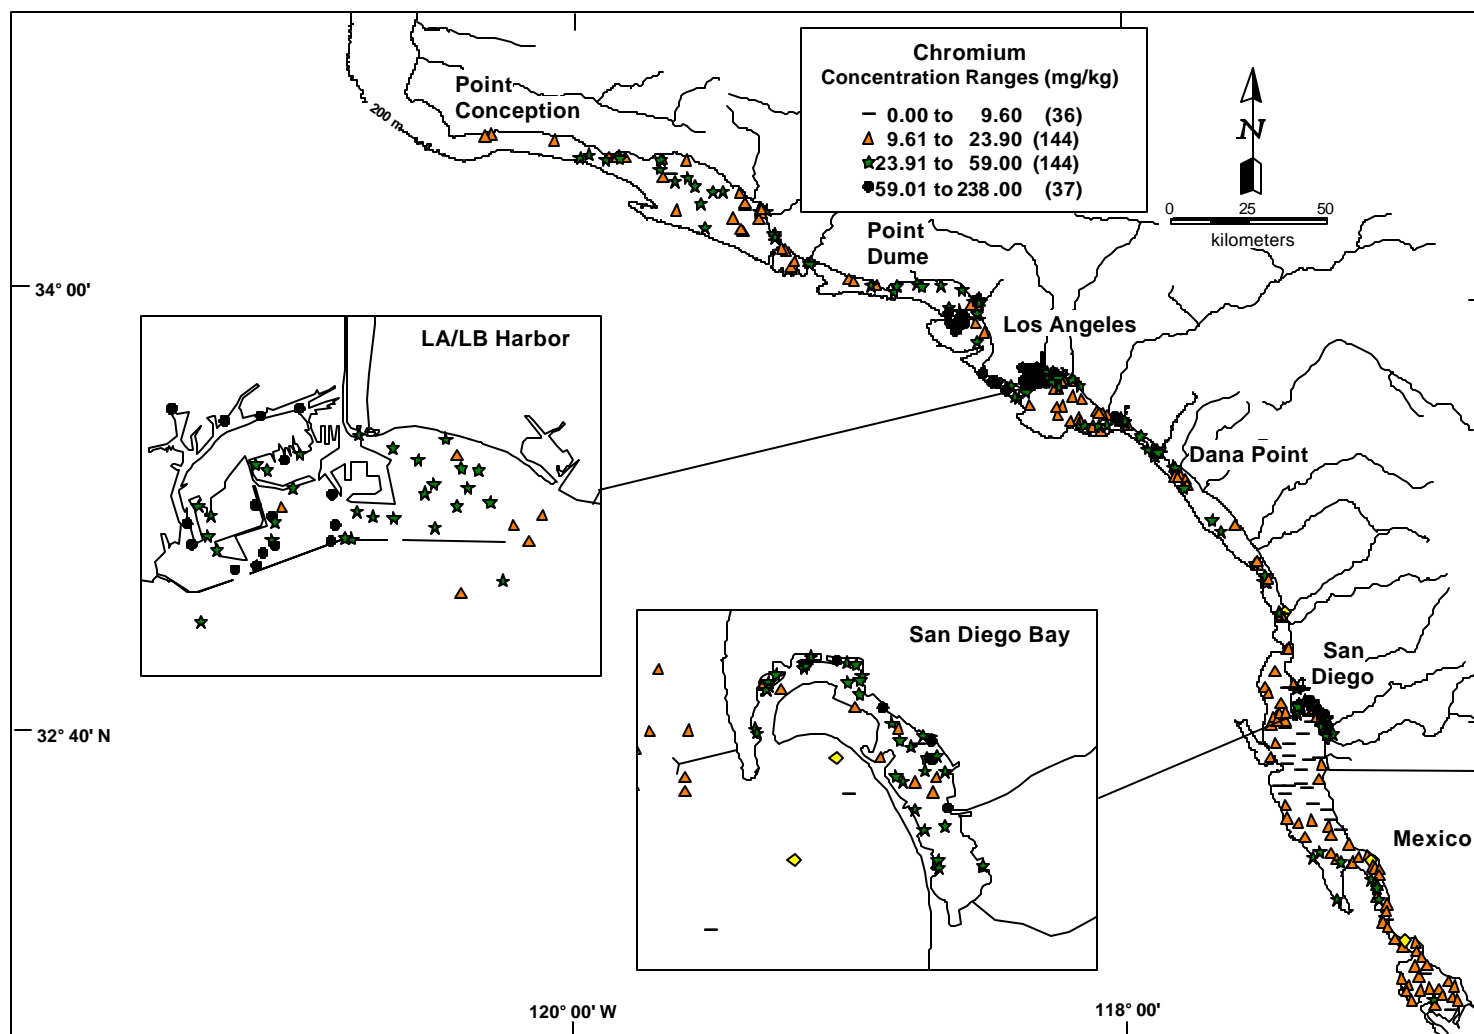 Chromium
Concentration Ranges (mg/kg)
0.00 to 9.60 (36)
9.61 to 23.90 (144)
23.91 to 59.00 (144)
59.01 to 238.00 (37)
N
0 25 50
kilometers
Point
Conception
200 m
Point
Dume
34° 00'
Los Angeles
LA/LB Harbor
Dana Point
San Diego Bay
San
Diego
32° 40' N
Mexico
120° 00' W
118° 00'